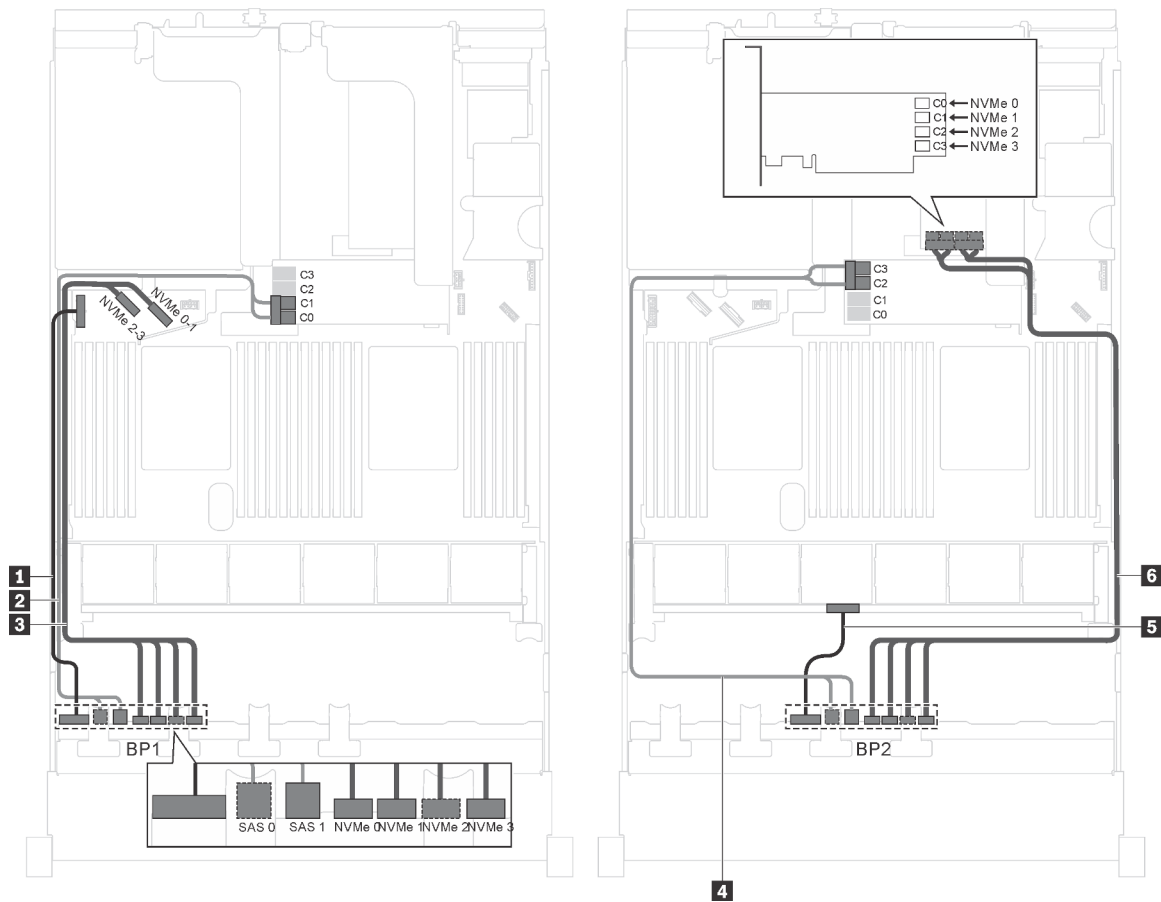 C0 NVMe 0
C1 NVMe 1
C2 NVMe 2
C3 NVMe 3
C3
C2
C1
C0
NVMe 2-3
NVMe 0-1
C3
C2
C1
C0
1
2
3
6
5
BP1
BP2
SAS 0 SAS 1 NVMe 0 NVMe 1 NVMe 2 NVMe 3
4